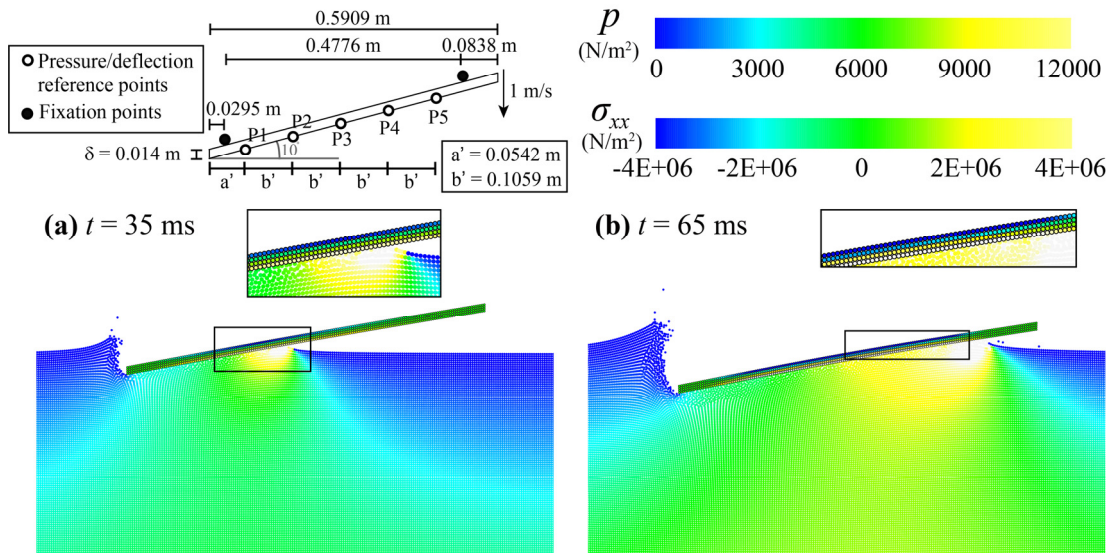 0.5909 m
0.4776 m
0.0838 m
Pressure/deflection
reference points
Fixation points
1 m/s
0.0295 m
P1
P2
P3
P4
P5
δ = 0.014 m
10
a' = 0.0542 m
b' = 0.1059 m
a' b' b' b' b'
p
(N/m²)
0 3000 6000 9000 12000
σxx
(N/m²)
-4E+06 -2E+06 0 2E+06 4E+06
(a) t = 35 ms
(b) t = 65 ms